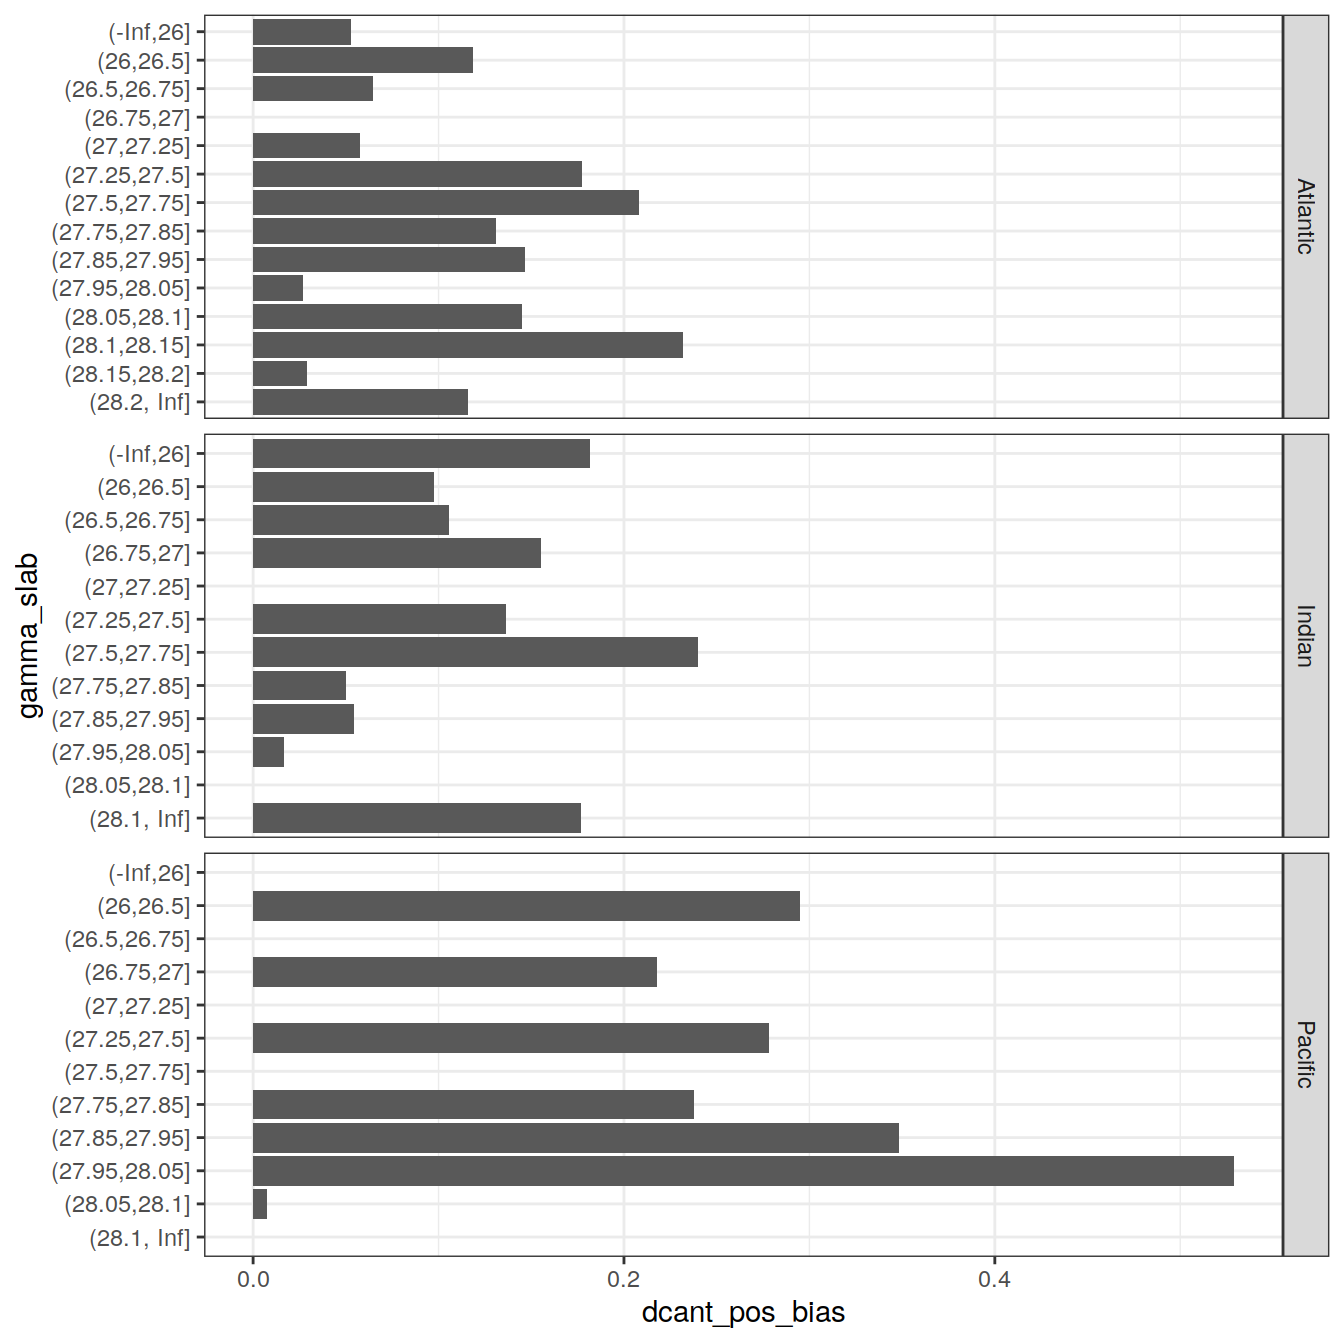 (-Inf,26]
(26,26.5]
(26.5,26.75]
(26.75,27]
(27,27.25]
(27.25,27.5]
(27.5,27.75]
(27.75,27.85]
(27.85,27.95]
(27.95,28.05]
(28.05,28.1]
(28.1,28.15]
(28.15,28.2]
(28.2, Inf]
Atlantic
(-Inf,26]
(26,26.5]
(26.5,26.75]
(26.75,27]
(27,27.25]
(27.25,27.5]
(27.5,27.75]
(27.75,27.85]
(27.85,27.95]
(27.95,28.05]
(28.05,28.1]
(28.1, Inf]
Indian
gamma_slab
(-Inf,26]
(26,26.5]
(26.5,26.75]
(26.75,27]
(27,27.25]
(27.25,27.5]
(27.5,27.75]
(27.75,27.85]
(27.85,27.95]
(27.95,28.05]
(28.05,28.1]
(28.1, Inf]
Pacific
0.0 0.2 0.4
dcant_pos_bias